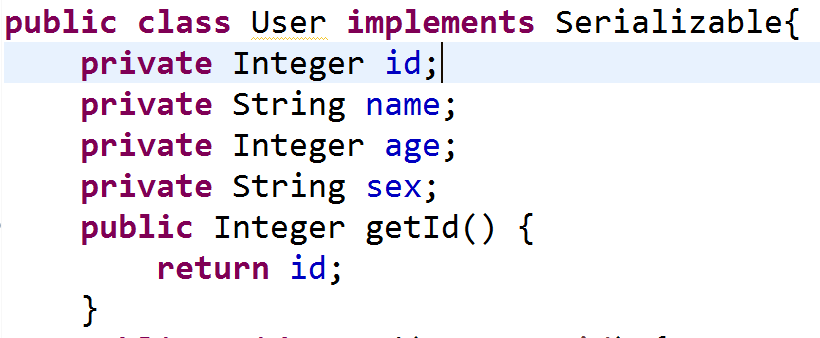 public class User implements Serializable{
    private Integer id;
    private String name;
    private Integer age;
    private String sex;
    public Integer getId() {
        return id;
    }